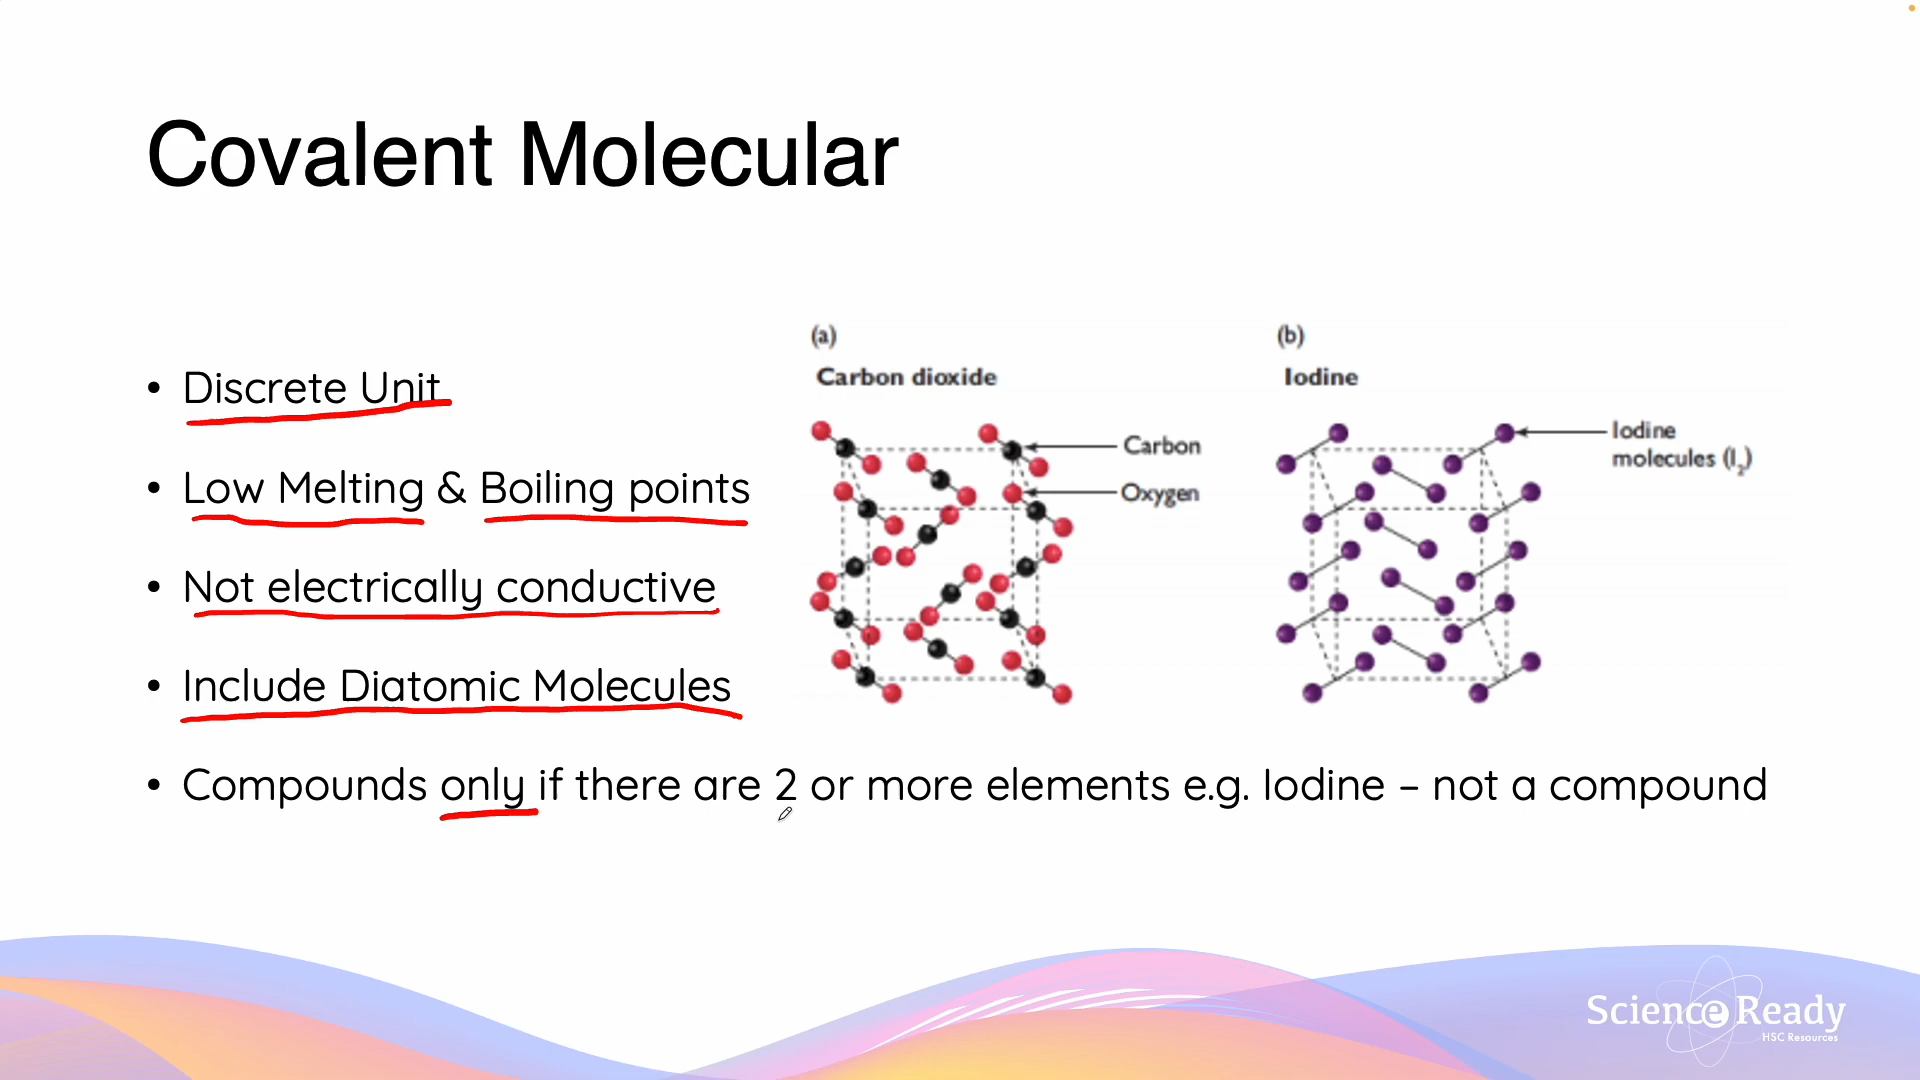 Covalent Molecular
• Discrete Unit
• Low Melting & Boiling points
• Not electrically conductive
• Include Diatomic Molecules
• Compounds only if there are 2 or more elements e.g. Iodine – not a compound
(a)
Carbon dioxide
Carbon
Oxygen
(b)
Iodine
Iodine
molecules (I₂)
Science Ready
HSC Resources